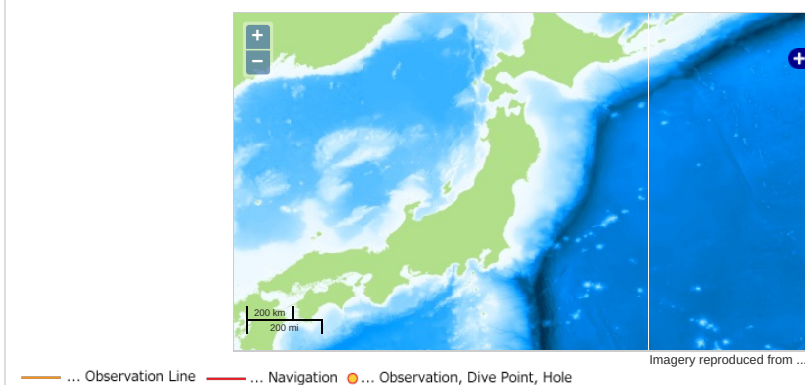 +
−
+
200 km
200 mi
Imagery reproduced from ...
... Observation Line ... Navigation ... Observation, Dive Point, Hole